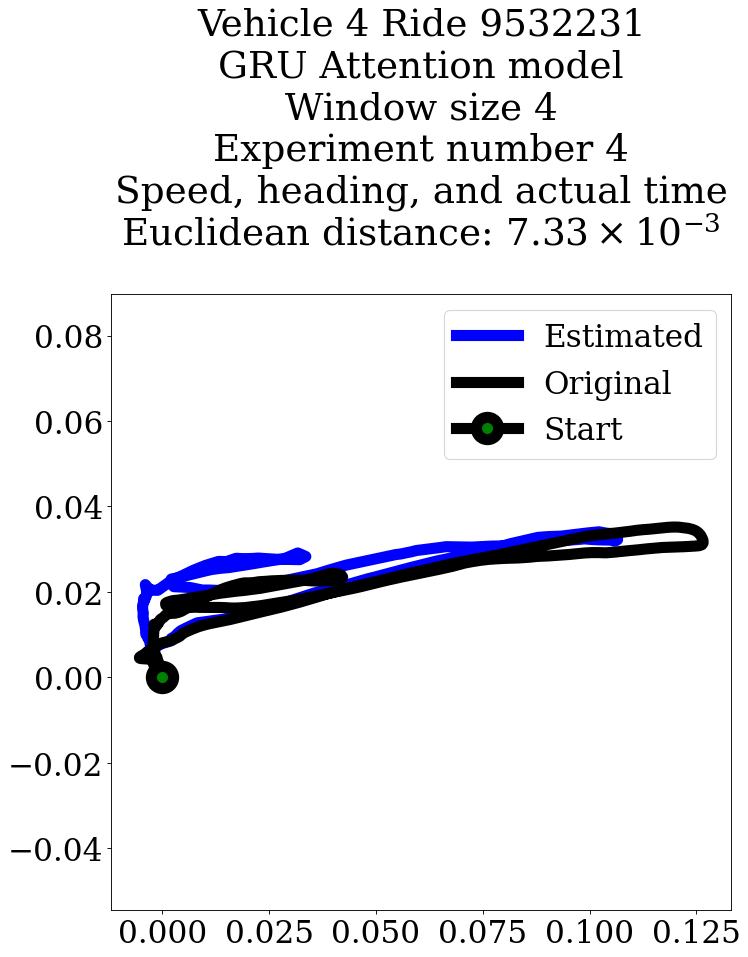 Vehicle 4 Ride 9532231
GRU Attention model
Window size 4
Experiment number 4
Speed, heading, and actual time
Euclidean distance: 7.33 × 10⁻³
Estimated
Original
Start
0.08
0.06
0.04
0.02
0.00
−0.02
−0.04
0.000 0.025 0.050 0.075 0.100 0.125